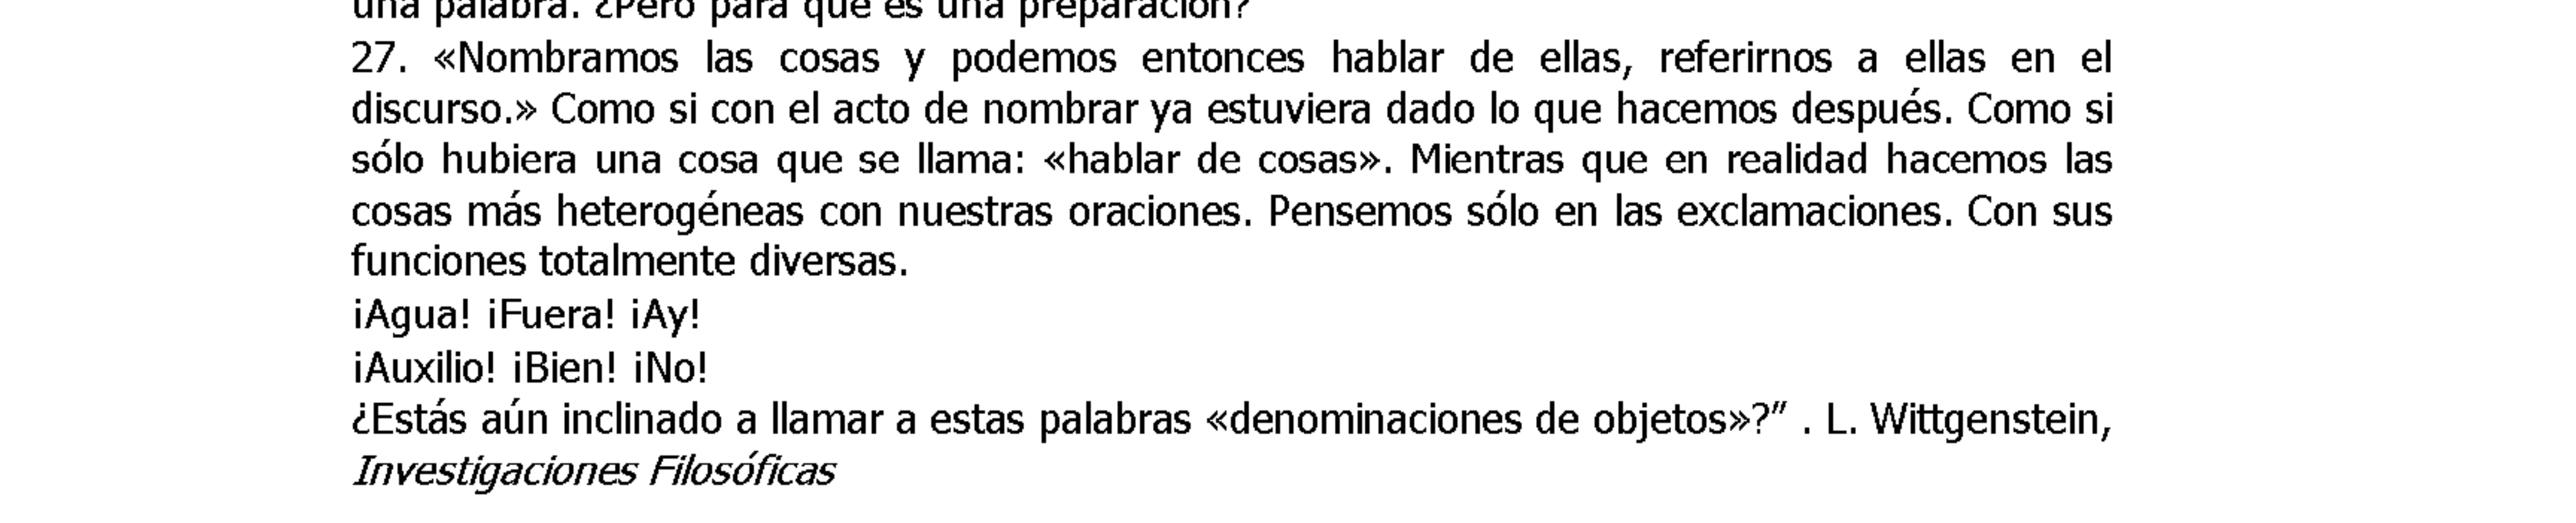 una palabra. ¿Pero para qué es una preparación?
27. «Nombramos las cosas y podemos entonces hablar de ellas, referirnos a ellas en el
discurso.» Como si con el acto de nombrar ya estuviera dado lo que hacemos después. Como si
sólo hubiera una cosa que se llama: «hablar de cosas». Mientras que en realidad hacemos las
cosas más heterogéneas con nuestras oraciones. Pensemos sólo en las exclamaciones. Con sus
funciones totalmente diversas.
¡Agua! ¡Fuera! ¡Ay!
¡Auxilio! ¡Bien! ¡No!
¿Estás aún inclinado a llamar a estas palabras «denominaciones de objetos»?” . L. Wittgenstein,
Investigaciones Filosóficas